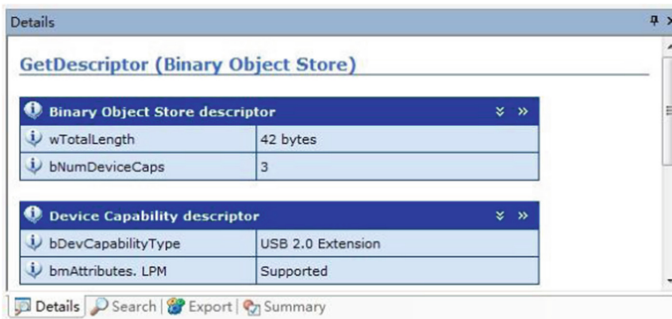 Details
GetDescriptor (Binary Object Store)
Binary Object Store descriptor
wTotalLength 42 bytes
bNumDeviceCaps 3
Device Capability descriptor
bDevCapabilityType USB 2.0 Extension
bmAttributes. LPM Supported
Details Search Export Summary